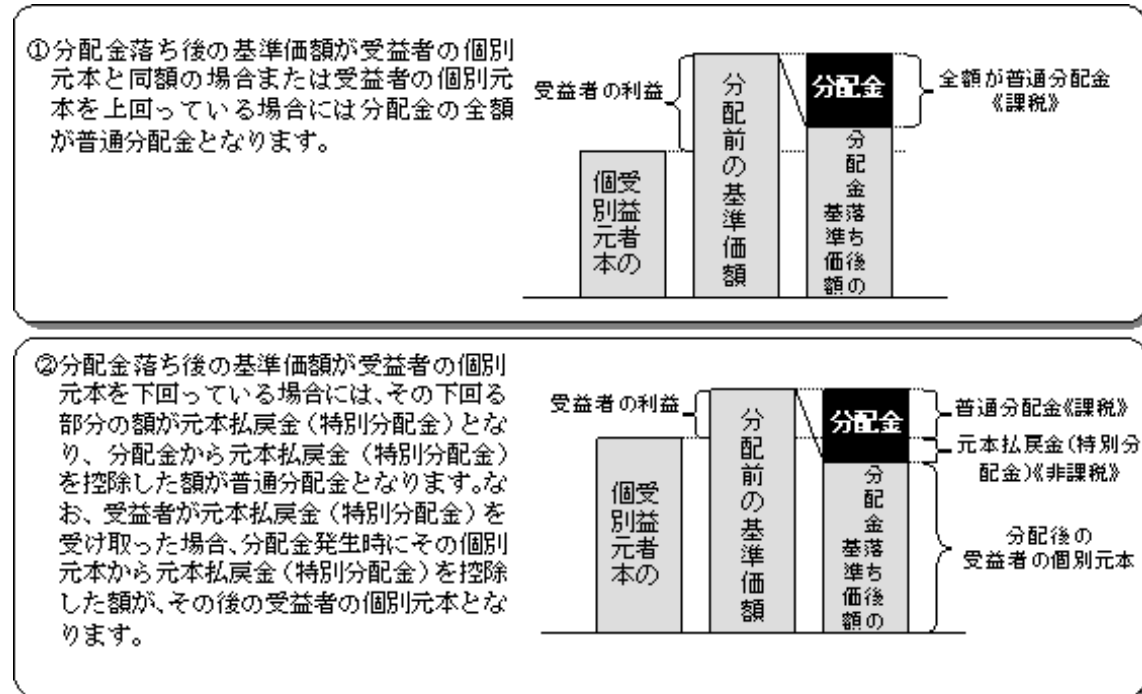 ①分配金落ち後の基準価額が受益者の個別
元本と同額の場合または受益者の個別元
本を上回っている場合には分配金の全額
が普通分配金となります。
受益者の利益
受益者の
個別元本
分配前の基準価額
分配金
分配金落ち後の
基準価額
全額が普通分配金
《課税》
②分配金落ち後の基準価額が受益者の個別
元本を下回っている場合には、その下回る
部分の額が元本払戻金(特別分配金)とな
り、分配金から元本払戻金(特別分配金)
を控除した額が普通分配金となります。な
お、受益者が元本払戻金(特別分配金)を
受け取った場合、分配金発生時にその個別
元本から元本払戻金(特別分配金)を控除
した額が、その後の受益者の個別元本とな
ります。
受益者の利益
受益者の
個別元本
分配前の基準価額
分配金
分配金落ち後の
基準価額
普通分配金《課税》
元本払戻金(特別分
配金)《非課税》
分配後の
受益者の個別元本